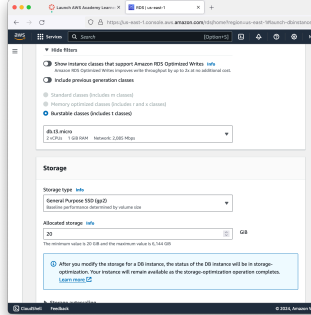 Launch AWS Academy Learne
RDS | us-east-1
https://us-east-1.console.aws.amazon.com/rds/home?region=us-east-1#launch-dbinstance
aws
Services
Search
[Option+S]
Hide filters
Show instance classes that support Amazon RDS Optimized Writes Info
Amazon RDS Optimized Writes improves write throughput by up to 2x at no additional cost.
Include previous generation classes
Standard classes (includes m classes)
Memory optimized classes (includes r and x classes)
Burstable classes (includes t classes)
db.t3.micro
2 vCPUs 1 GiB RAM Network: 2,085 Mbps
Storage
Storage type Info
General Purpose SSD (gp2)
Baseline performance determined by volume size
Allocated storage Info
20
GiB
The minimum value is 20 GiB and the maximum value is 6,144 GiB
After you modify the storage for a DB instance, the status of the DB instance will be in storage-
optimization. Your instance will remain available as the storage-optimization operation completes.
Learn more
Storage autoscaling
CloudShell Feedback
© 2024, Amazon